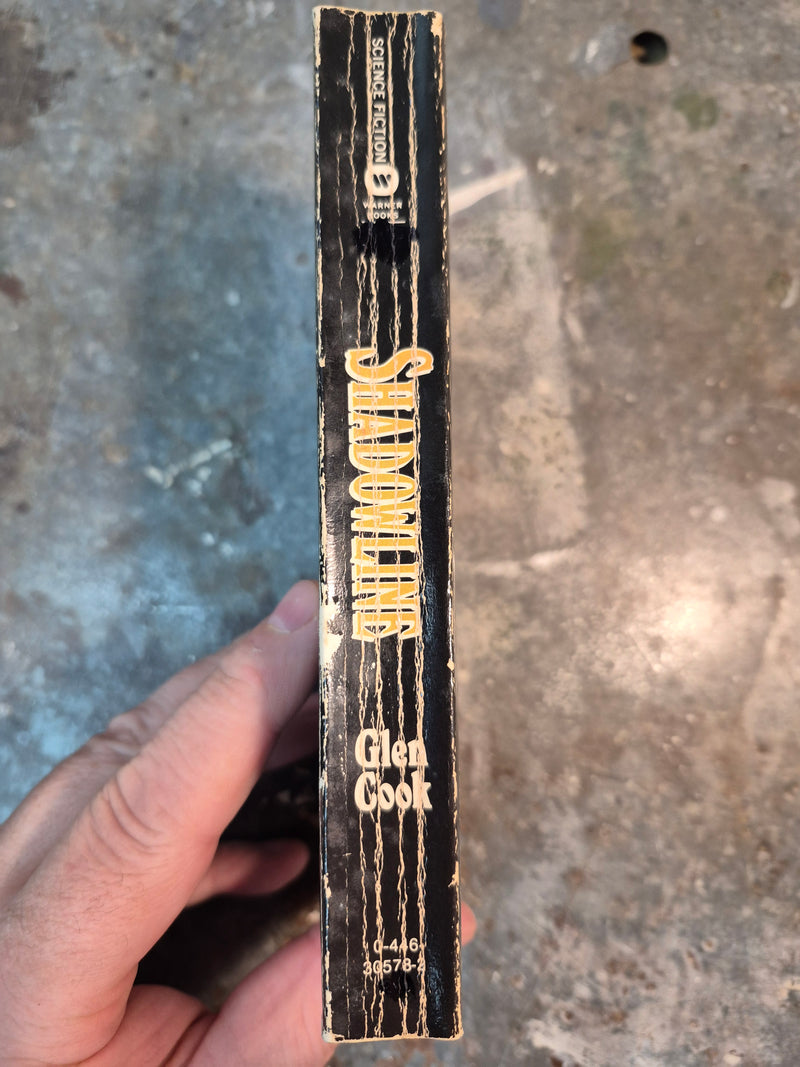 SCIENCE FICTION
WARNER
BOOKS
SHADOWLINE
Glen
Cook
0-446-
30578-2